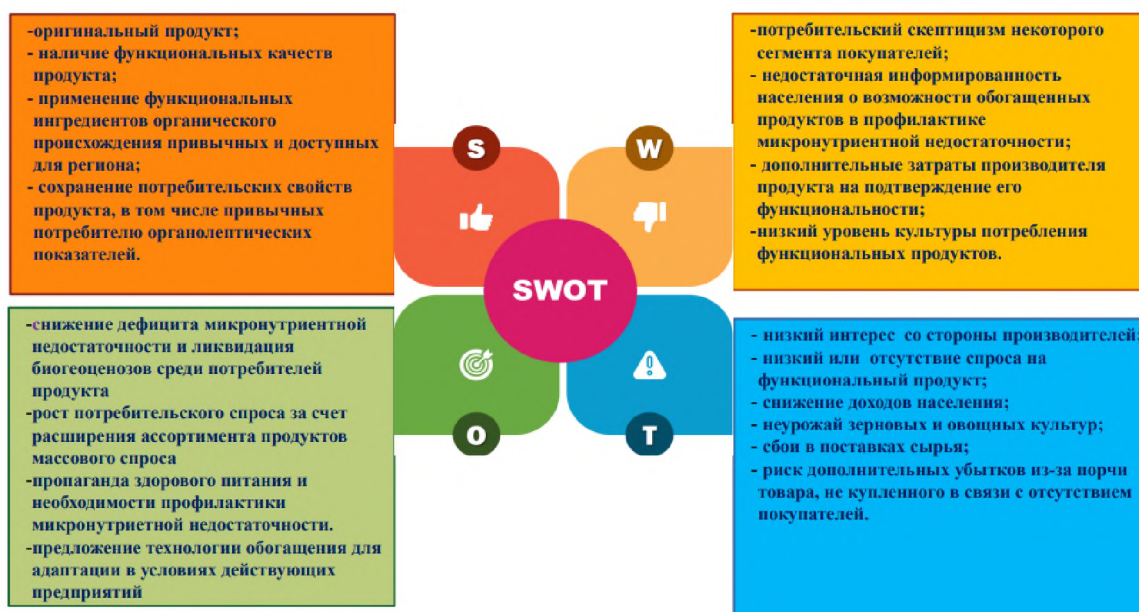 -оригинальный продукт;
- наличие функциональных качеств
продукта;
- применение функциональных
ингредиентов органического
происхождения привычных и доступных
для региона;
- сохранение потребительских свойств
продукта, в том числе привычных
потребителю органолептических
показателей.
S
W
-потребительский скептицизм некоторого
сегмента покупателей;
- недостаточная информированность
населения о возможности обогащенных
продуктов в профилактике
микронутриентной недостаточности;
- дополнительные затраты производителя
продукта на подтверждение его
функциональности;
-низкий уровень культуры потребления
функциональных продуктов.
SWOT
-снижение дефицита микронутриентной
недостаточности и ликвидация
биогеоценозов среди потребителей
продукта
-рост потребительского спроса за счет
расширения ассортимента продуктов
массового спроса
-пропаганда здорового питания и
необходимости профилактики
микронутриетной недостаточности.
-предложение технологии обогащения для
адаптации в условиях действующих
предприятий
O
T
- низкий интерес со стороны производителей;
- низкий или отсутствие спроса на
функциональный продукт;
- снижение доходов населения;
- неурожай зерновых и овощных культур;
- сбои в поставках сырья;
- риск дополнительных убытков из-за порчи
товара, не купленного в связи с отсутствием
покупателей.